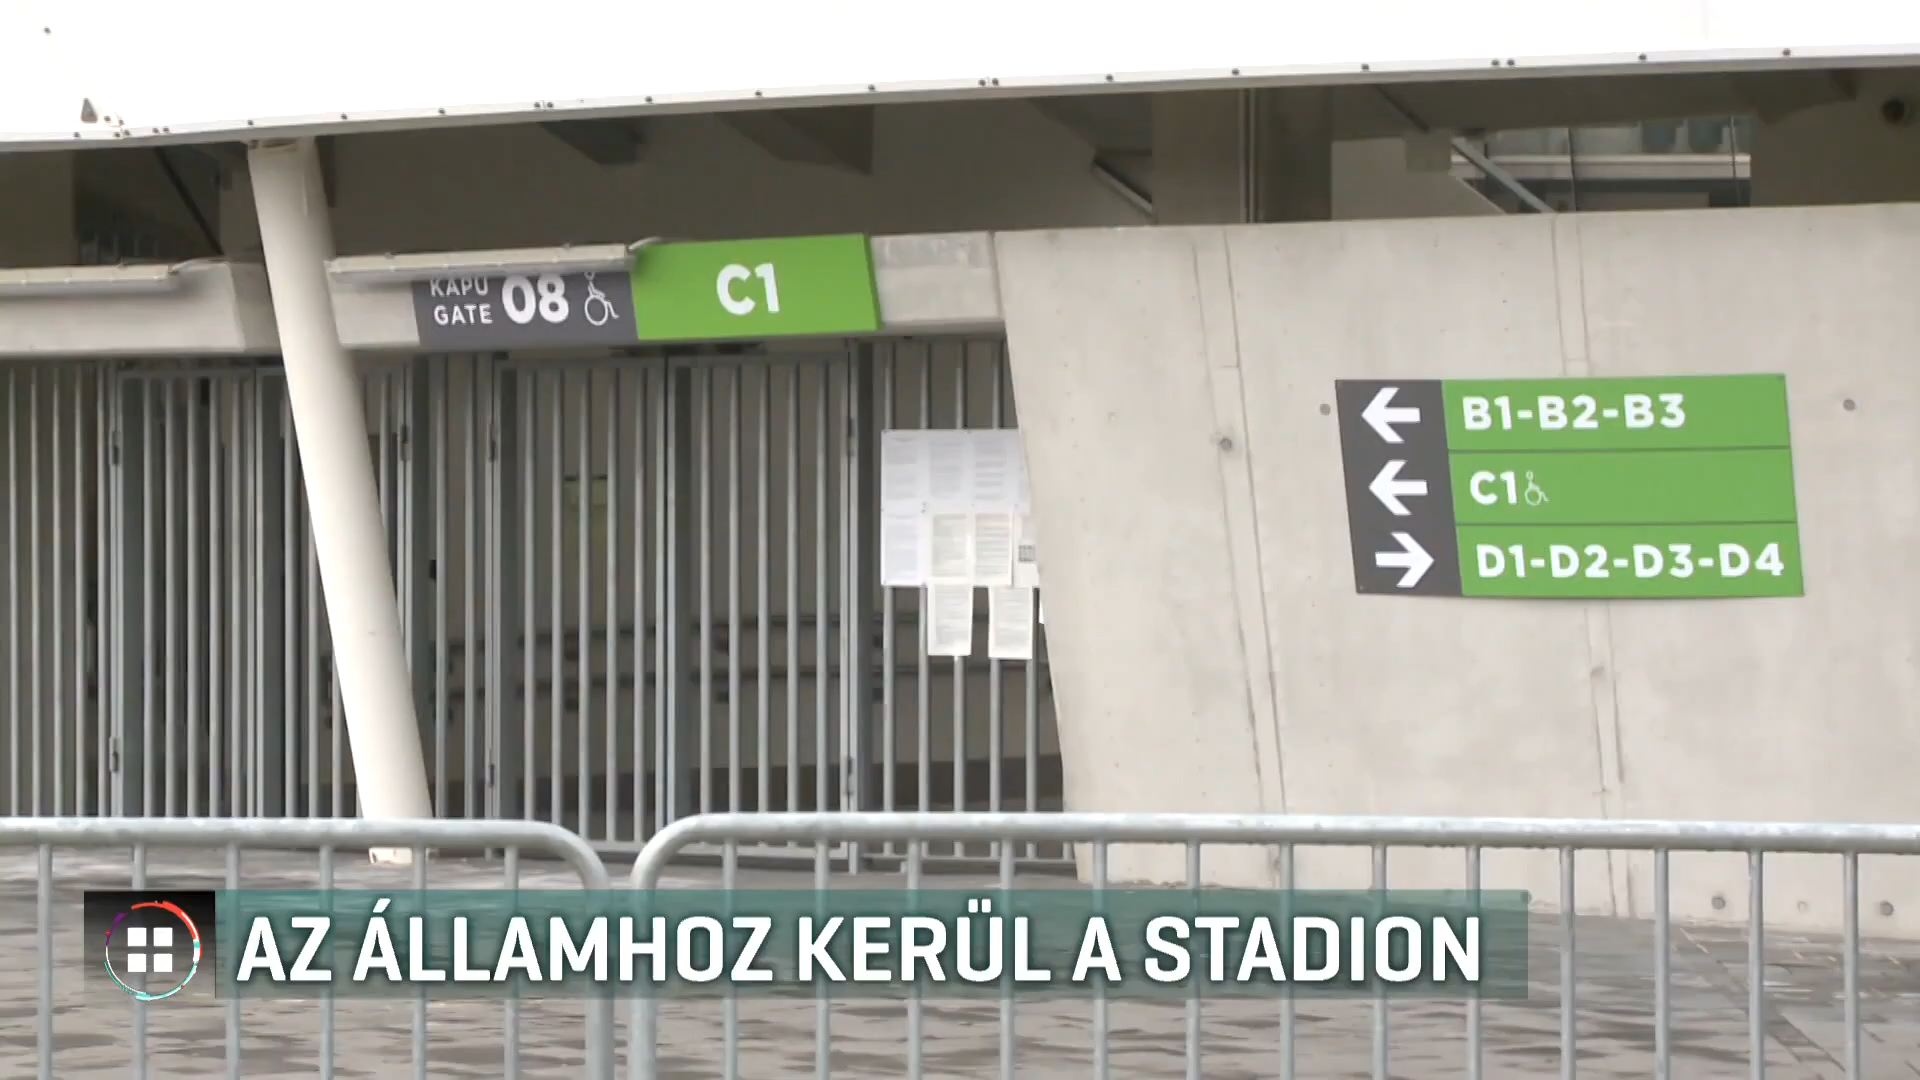 KAPU
GATE 08
C1
B1-B2-B3
C1
D1-D2-D3-D4
AZ ÁLLAMHOZ KERÜL A STADION